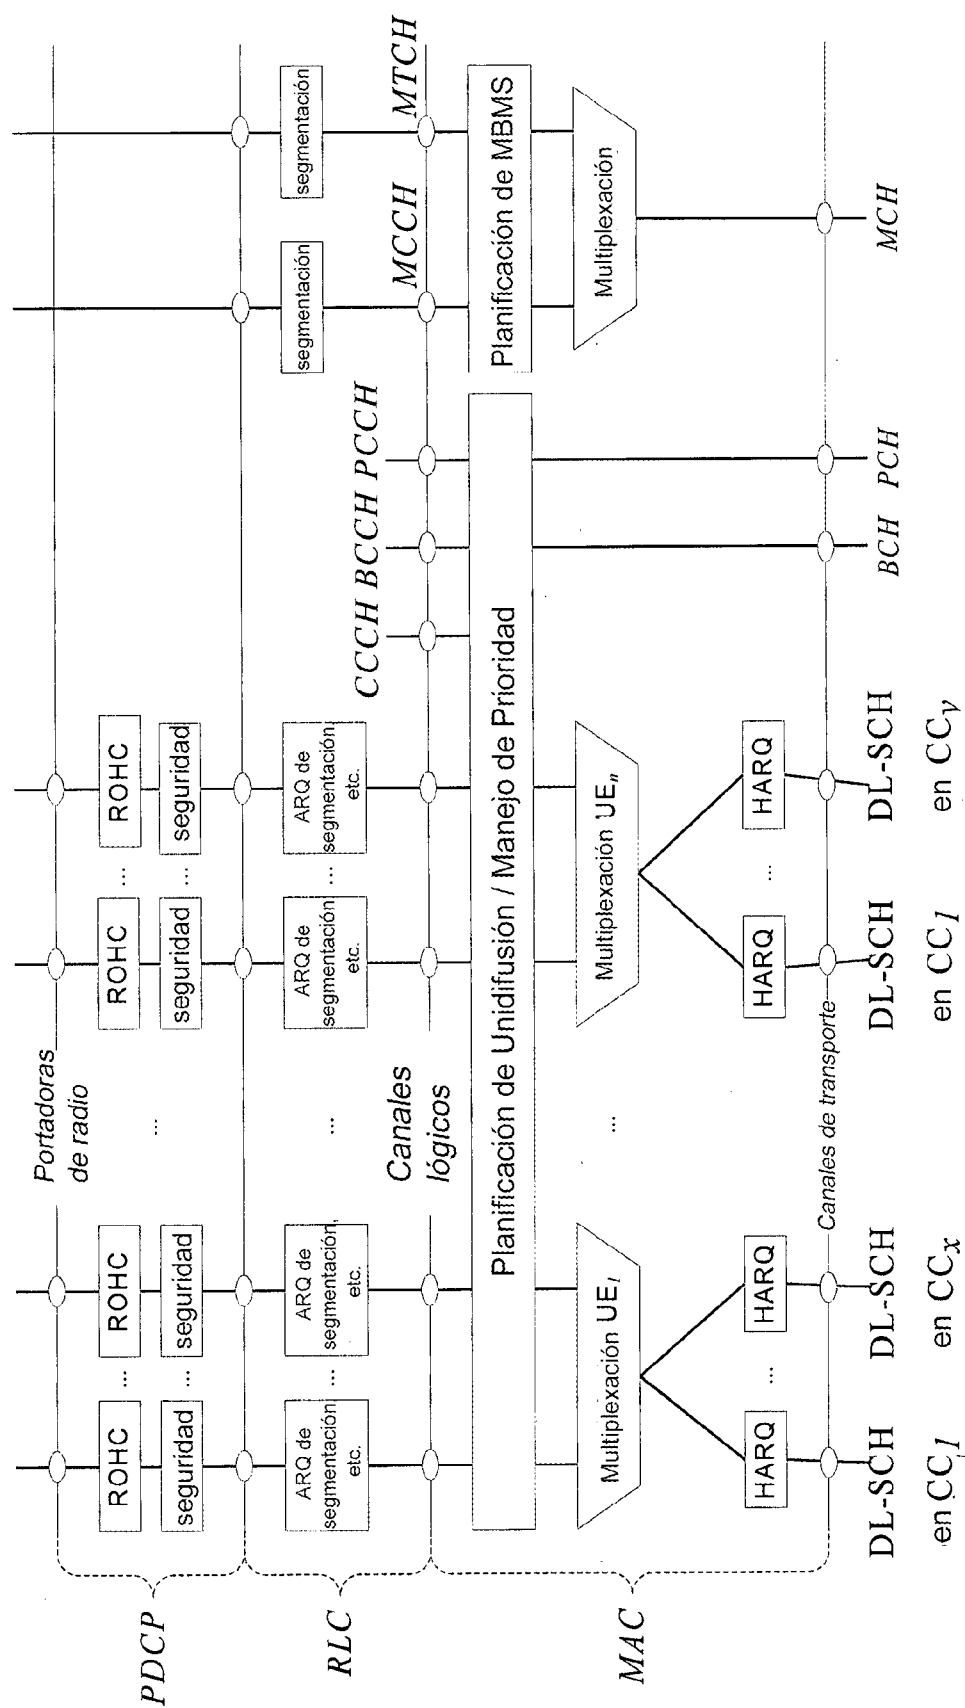 Portadoras
de radio
PDCP
ROHC
...
ROHC
...
ROHC
...
ROHC
seguridad
...
seguridad
seguridad
...
seguridad
RLC
ARQ de
segmentación,
etc.
...
ARQ de
segmentación,
etc.
...
ARQ de
segmentación,
etc.
...
ARQ de
segmentación,
etc.
segmentación
segmentación
Canales
lógicos
CCCH BCCH PCCH
MCCH
MTCH
MAC
Planificación de Unidifusión / Manejo de Prioridad
Planificación de MBMS
Multiplexación UE1
...
Multiplexación UEn
Multiplexación
HARQ
...
HARQ
HARQ
...
HARQ
Canales de transporte
DL-SCH
en CC1
DL-SCH
en CCx
DL-SCH
en CC1
DL-SCH
en CCy
BCH
PCH
MCH